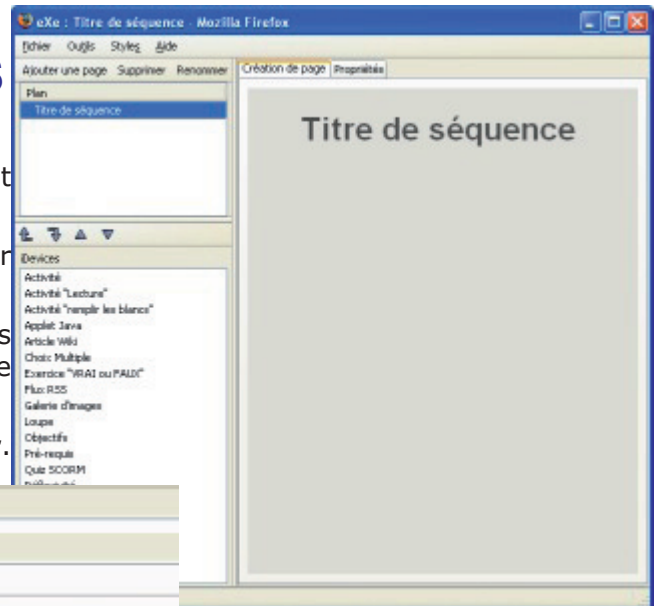 eXe : Titre de séquence - Mozilla Firefox
Fichier Outils Styles Aide
Ajouter une page Supprimer Renommer
Création de page Propriétés
Plan
Titre de séquence
Titre de séquence
iDevices
Activité
Activité "Lecture"
Activité "remplir les blancs"
Applet Java
Article Wiki
Choix Multiple
Exercice "VRAI ou FAUX"
Flux RSS
Galerie d'images
Loupe
Objectifs
Pré-requis
Quiz SCORM